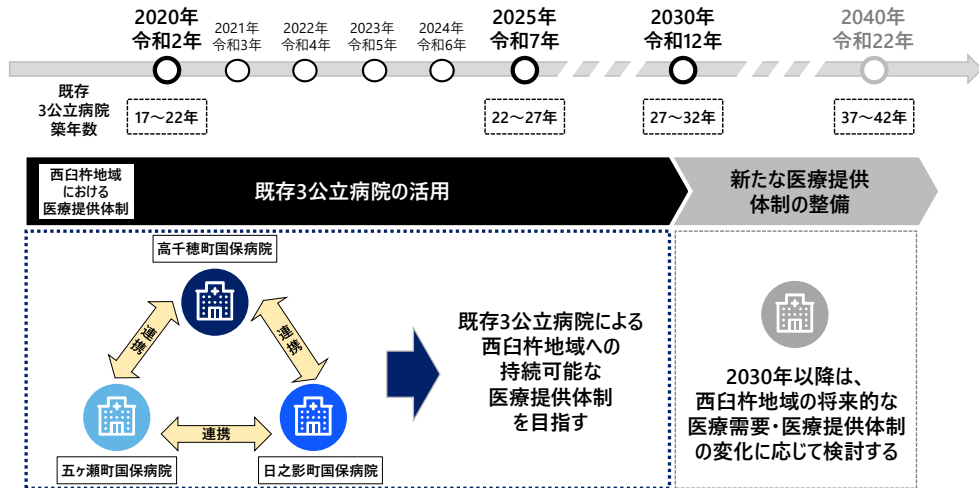 2020年
令和2年
2021年
令和3年
2022年
令和4年
2023年
令和5年
2024年
令和6年
2025年
令和7年
2030年
令和12年
2040年
令和22年
既存
3公立病院
築年数
17～22年
22～27年
27～32年
37～42年
西臼杵地域
における
医療提供体制
既存3公立病院の活用
新たな医療提供
体制の整備
高千穂町国保病院
連携
連携
連携
五ヶ瀬町国保病院
日之影町国保病院
既存3公立病院による
西臼杵地域への
持続可能な
医療提供体制
を目指す
2030年以降は、
西臼杵地域の将来的な
医療需要・医療提供体制
の変化に応じて検討する